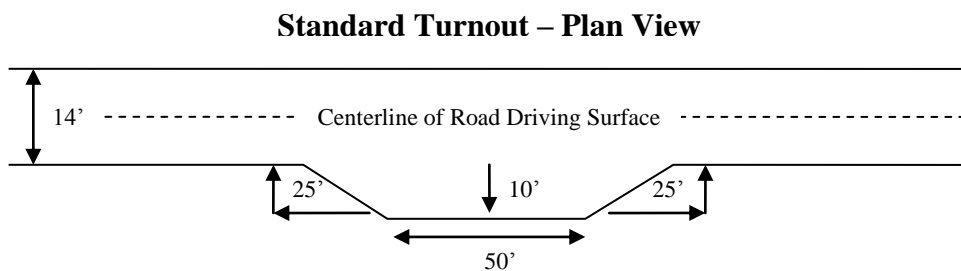 Standard Turnout – Plan View
14’
Centerline of Road Driving Surface
25’
10’
25’
50’